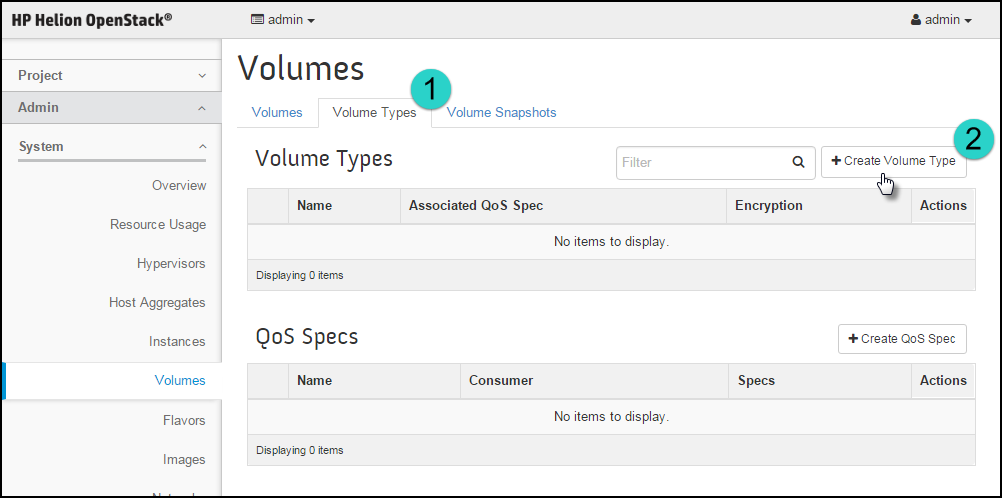 HP Helion OpenStack®
admin
admin
Project
Admin
System
Overview
Resource Usage
Hypervisors
Host Aggregates
Instances
Volumes
Flavors
Images
Volumes
1
Volumes Volume Types Volume Snapshots
2
Volume Types
Filter
+ Create Volume Type
Name Associated QoS Spec Encryption Actions
No items to display.
Displaying 0 items
QoS Specs
+ Create QoS Spec
Name Consumer Specs Actions
No items to display.
Displaying 0 items